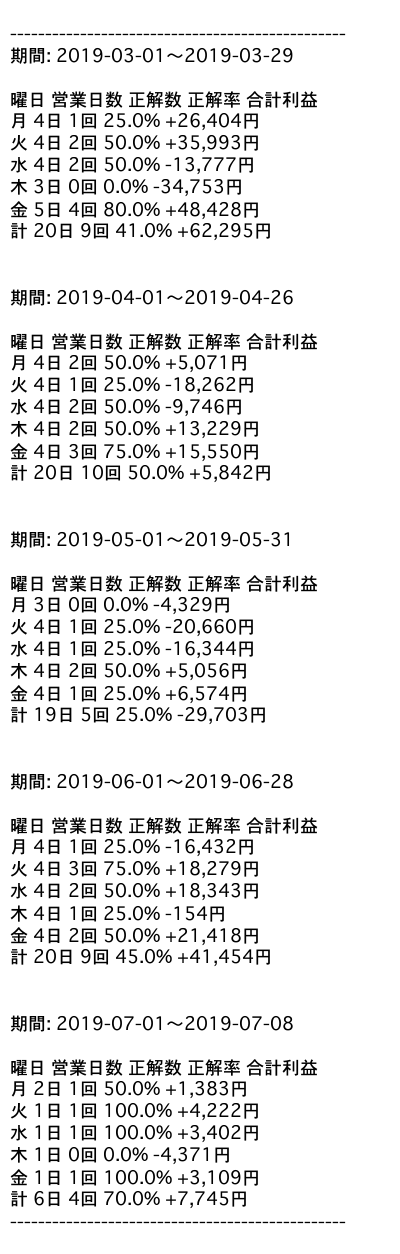 ------------------------------------------------
期間: 2019-03-01〜2019-03-29
曜日 営業日数 正解数 正解率 合計利益
月 4日 1回 25.0% +26,404円
火 4日 2回 50.0% +35,993円
水 4日 2回 50.0% -13,777円
木 3日 0回 0.0% -34,753円
金 5日 4回 80.0% +48,428円
計 20日 9回 41.0% +62,295円
期間: 2019-04-01〜2019-04-26
曜日 営業日数 正解数 正解率 合計利益
月 4日 2回 50.0% +5,071円
火 4日 1回 25.0% -18,262円
水 4日 2回 50.0% -9,746円
木 4日 2回 50.0% +13,229円
金 4日 3回 75.0% +15,550円
計 20日 10回 50.0% +5,842円
期間: 2019-05-01〜2019-05-31
曜日 営業日数 正解数 正解率 合計利益
月 3日 0回 0.0% -4,329円
火 4日 1回 25.0% -20,660円
水 4日 1回 25.0% -16,344円
木 4日 2回 50.0% +5,056円
金 4日 1回 25.0% +6,574円
計 19日 5回 25.0% -29,703円
期間: 2019-06-01〜2019-06-28
曜日 営業日数 正解数 正解率 合計利益
月 4日 1回 25.0% -16,432円
火 4日 3回 75.0% +18,279円
水 4日 2回 50.0% +18,343円
木 4日 1回 25.0% -154円
金 4日 2回 50.0% +21,418円
計 20日 9回 45.0% +41,454円
期間: 2019-07-01〜2019-07-08
曜日 営業日数 正解数 正解率 合計利益
月 2日 1回 50.0% +1,383円
火 1日 1回 100.0% +4,222円
水 1日 1回 100.0% +3,402円
木 1日 0回 0.0% -4,371円
金 1日 1回 100.0% +3,109円
計 6日 4回 70.0% +7,745円
------------------------------------------------